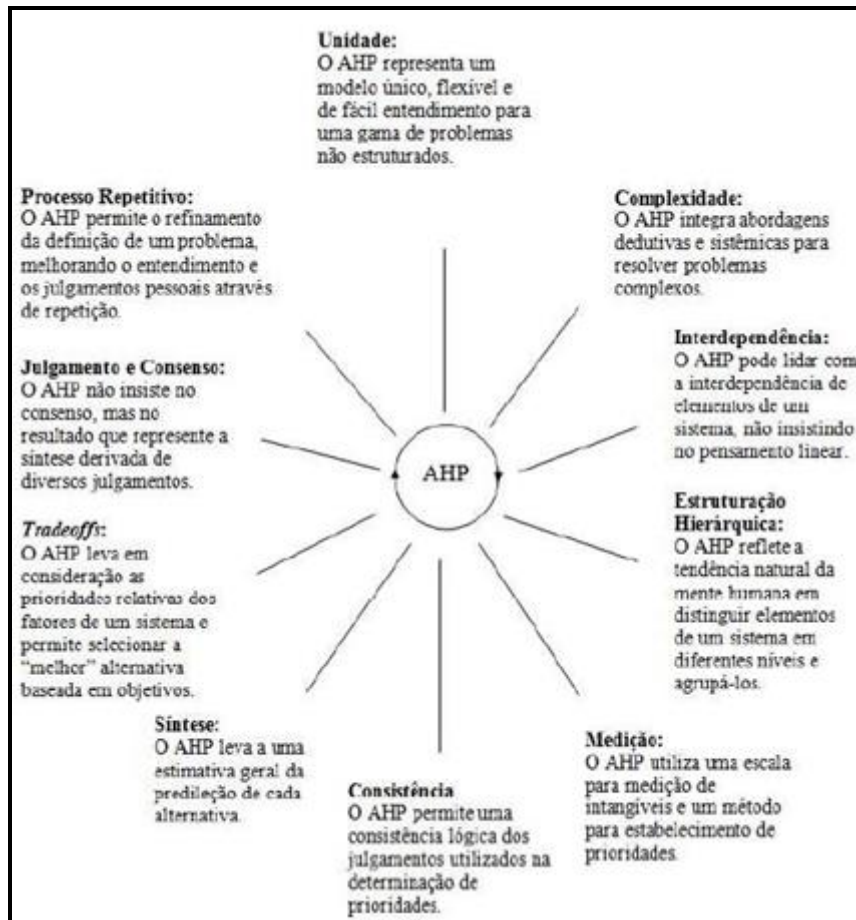 Unidade:
O AHP representa um
modelo único, flexível e
de fácil entendimento para
uma gama de problemas
não estruturados.
Complexidade:
O AHP integra abordagens
dedutivas e sistêmicas para
resolver problemas
complexos.
Interdependência:
O AHP pode lidar com
a interdependência de
elementos de um
sistema, não insistindo
no pensamento linear.
Estruturação
Hierárquica:
O AHP reflete a
tendência natural da
mente humana em
distinguir elementos
de um sistema em
diferentes níveis e
agrupá-los.
Medição:
O AHP utiliza uma escala
para medição de
intangíveis e um método
para estabelecimento de
prioridades.
Consistência
O AHP permite uma
consistência lógica dos
julgamentos utilizados na
determinação de
prioridades.
Síntese:
O AHP leva a uma
estimativa geral da
predileção de cada
alternativa.
Tradeoffs:
O AHP leva em
consideração as
prioridades relativas dos
fatores de um sistema e
permite selecionar a
“melhor” alternativa
baseada em objetivos.
Julgamento e Consenso:
O AHP não insiste no
consenso, mas no
resultado que represente a
síntese derivada de
diversos julgamentos.
Processo Repetitivo:
O AHP permite o refinamento
da definição de um problema,
melhorando o entendimento e
os julgamentos pessoais através
de repetição.
AHP